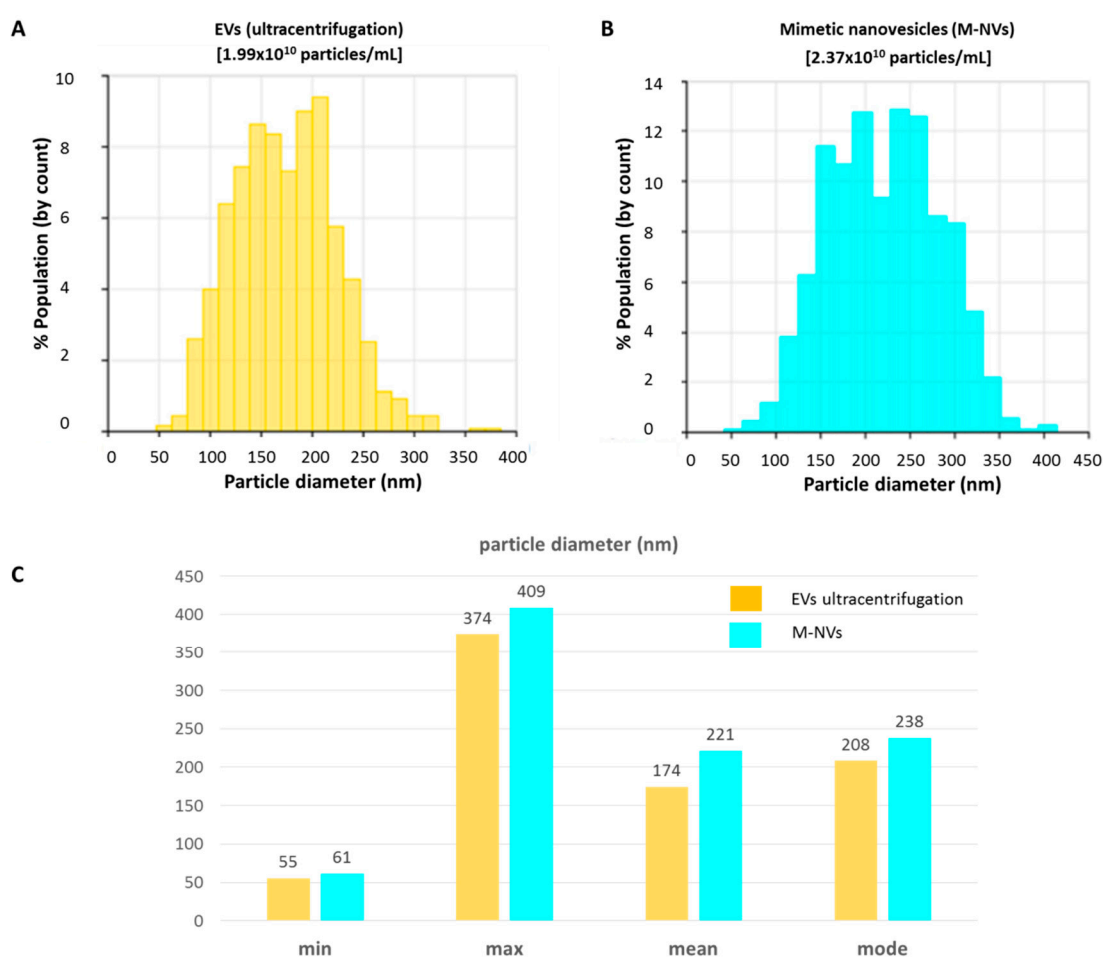 A
EVs (ultracentrifugation)
[1.99x10¹⁰ particles/mL]
% Population (by count)
10
8
6
4
2
0
0 50 100 150 200 250 300 350 400
Particle diameter (nm)
B
Mimetic nanovesicles (M-NVs)
[2.37x10¹⁰ particles/mL]
% Population (by count)
14
12
10
8
6
4
2
0
0 50 100 150 200 250 300 350 400 450
Particle diameter (nm)
C
particle diameter (nm)
450
400
350
300
250
200
150
100
50
0
EVs ultracentrifugation
M-NVs
55 61
374 409
174 221
208 238
min max mean mode